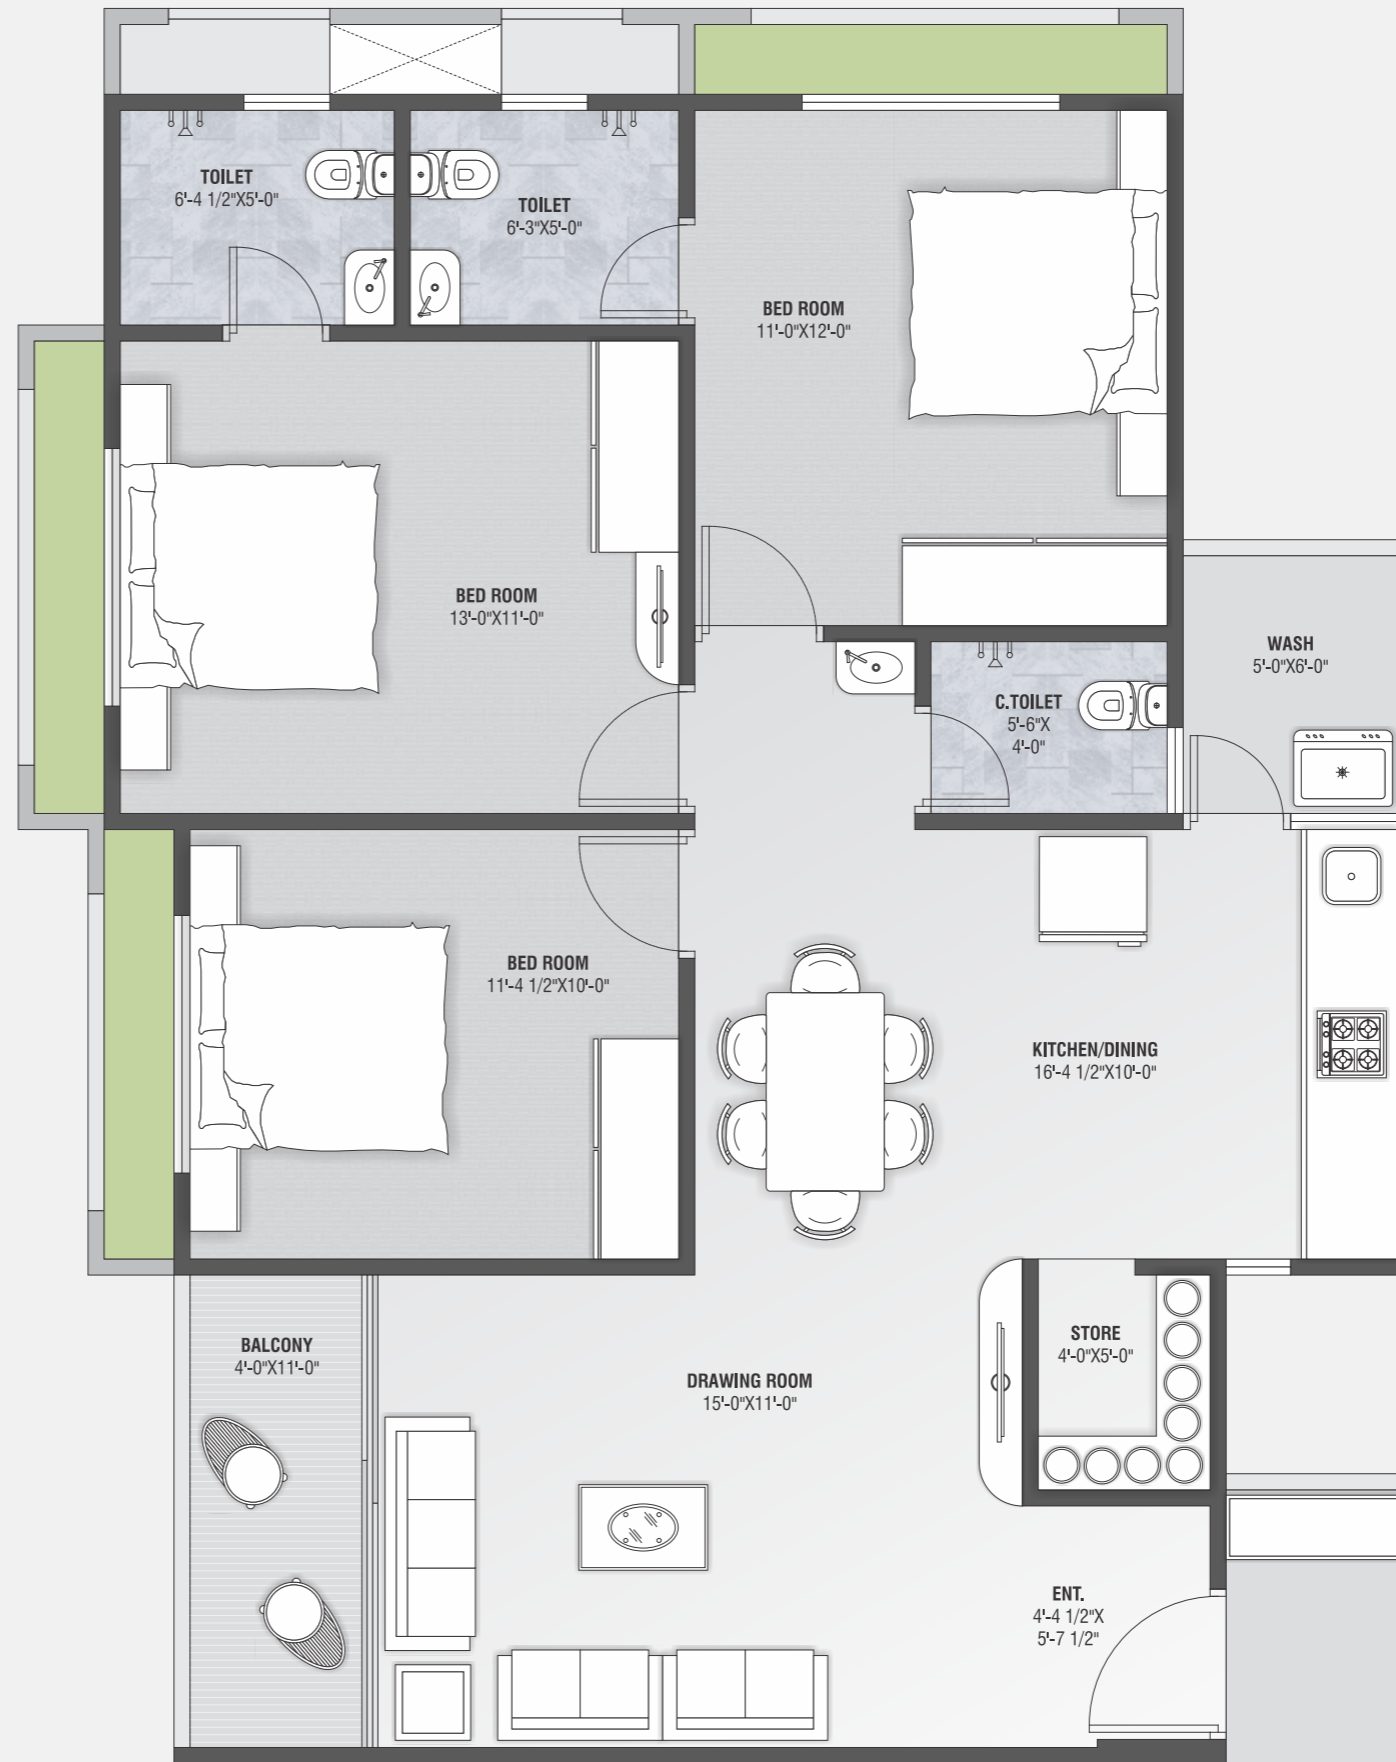 TOILET
6'-4 1/2"X5'-0"
TOILET
6'-3"X5'-0"
BED ROOM
11'-0"X12'-0"
BED ROOM
13'-0"X11'-0"
WASH
5'-0"X6'-0"
C.TOILET
5'-6"X
4'-0"
BED ROOM
11'-4 1/2"X10'-0"
KITCHEN/DINING
16'-4 1/2"X10'-0"
BALCONY
4'-0"X11'-0"
STORE
4'-0"X5'-0"
DRAWING ROOM
15'-0"X11'-0"
ENT.
4'-4 1/2"X
5'-7 1/2"